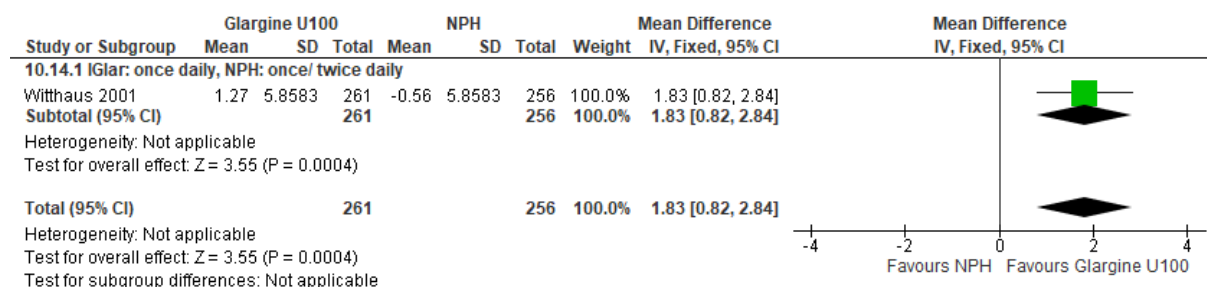 Glargine U100 NPH Mean Difference Mean Difference
Study or Subgroup Mean SD Total Mean SD Total Weight IV, Fixed, 95% CI IV, Fixed, 95% CI
10.14.1 IGlar: once daily, NPH: once/ twice daily
Witthaus 2001 1.27 5.8583 261 -0.56 5.8583 256 100.0% 1.83 [0.82, 2.84]
Subtotal (95% CI) 261 256 100.0% 1.83 [0.82, 2.84]
Heterogeneity: Not applicable
Test for overall effect: Z = 3.55 (P = 0.0004)
Total (95% CI) 261 256 100.0% 1.83 [0.82, 2.84]
Heterogeneity: Not applicable
Test for overall effect: Z = 3.55 (P = 0.0004)
Test for subgroup differences: Not applicable
-4 -2 0 2 4
Favours NPH Favours Glargine U100